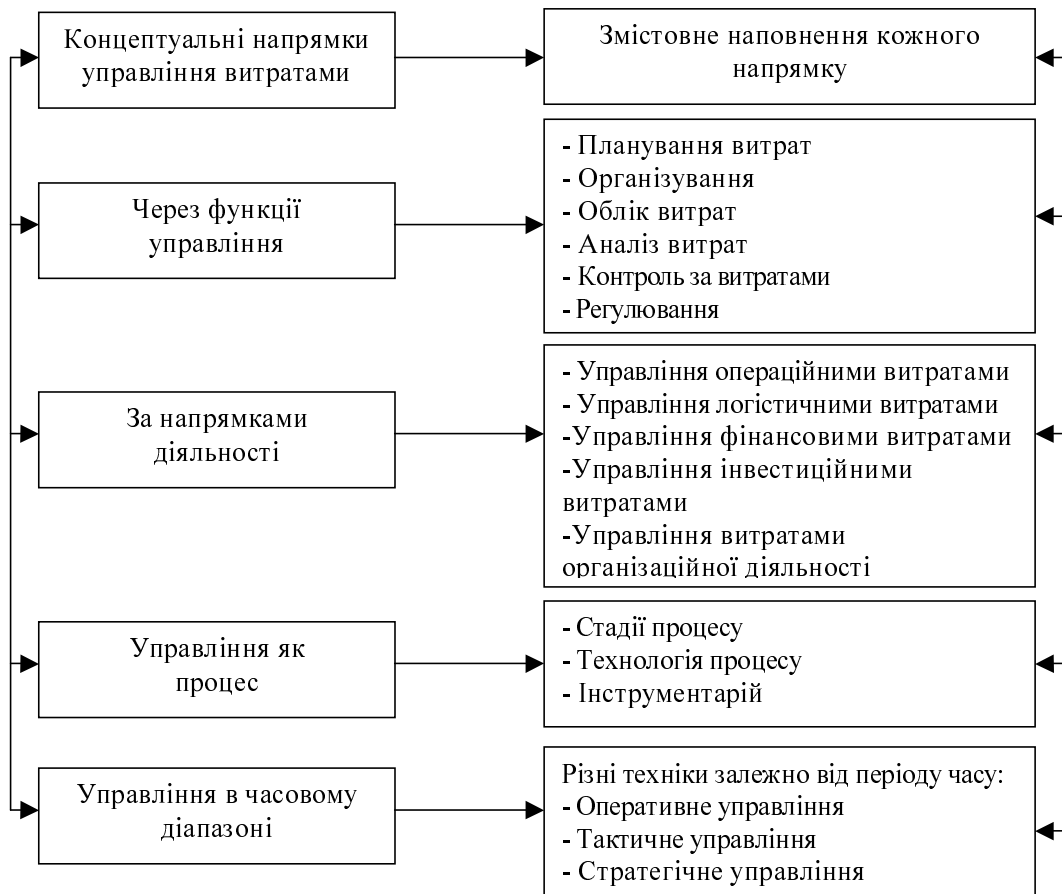 Концептуальні напрямки
управління витратами
Змістовне наповнення кожного
напрямку
Через функції
управління
- Планування витрат
- Організування
- Облік витрат
- Аналіз витрат
- Контроль за витратами
- Регулювання
За напрямками
діяльності
- Управління операційними витратами
- Управління логістичними витратами
-Управління фінансовими витратами
-Управління інвестиційними
витратами
-Управління витратами
організаційної діяльності
Управління як
процес
- Стадії процесу
- Технологія процесу
- Інструментарій
Управління в часовому
діапазоні
Різні техніки залежно від періоду часу:
- Оперативне управління
- Тактичне управління
- Стратегічне управління